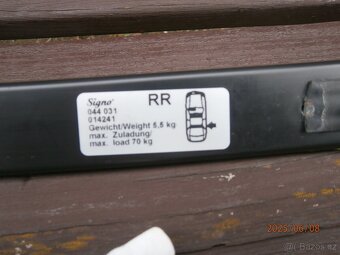 Signo
RR
044 031
014241
Gewicht/Weight 5,5 kg
max. Zuladung/
max. load 70 kg
2025/06/08